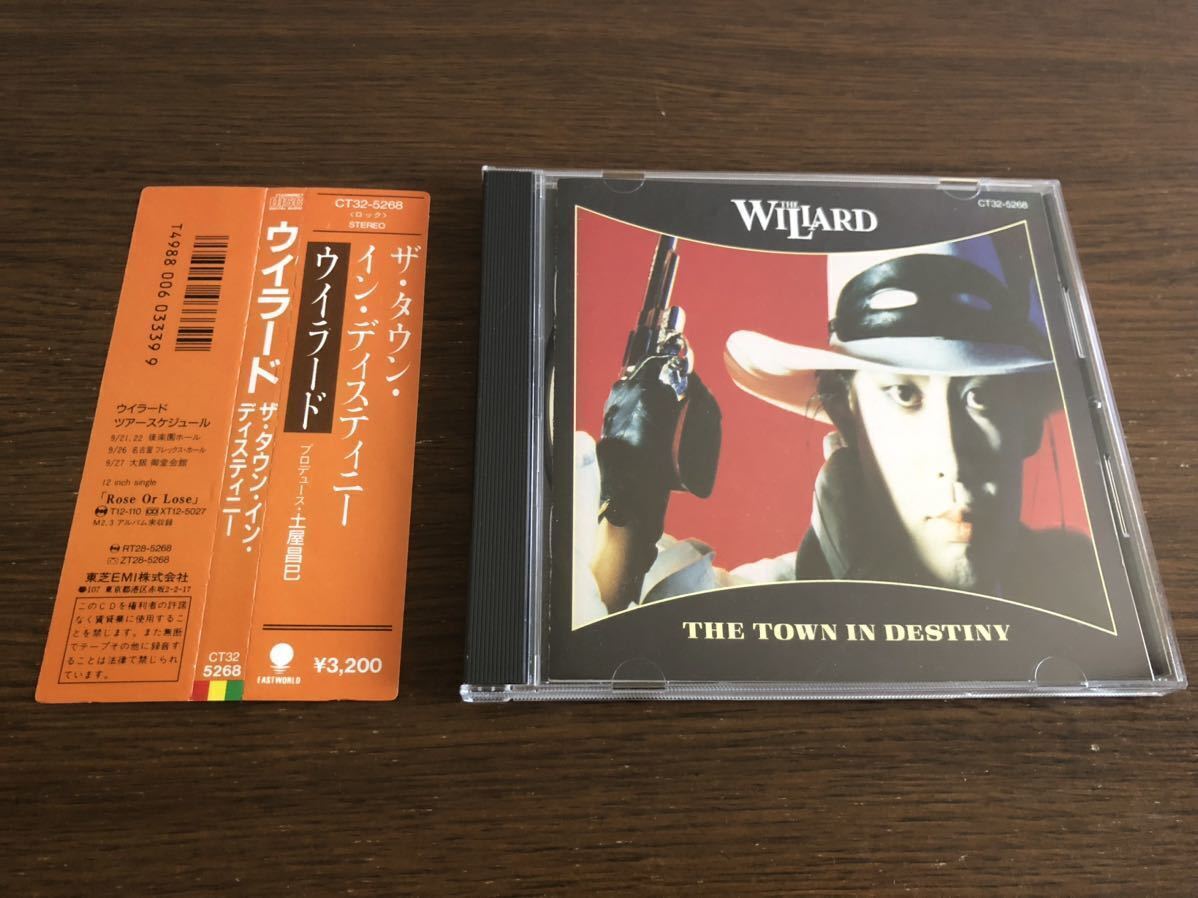 T4988 006 03339 9
ウイラード
ツアースケジュール
9/21, 22 後楽園ホール
9/26 名古屋 フレックス・ホール
9/27 大阪 御堂会館
12 inch single
「Rose Or Lose」
T12-110 XT12-5027
M2, 3 アルバム未収録
RT28-5268
ZT28-5268
東芝EMI株式会社
●107 東京都港区赤坂2-2-17
このCDを権利者の許諾
なく賃貸業に使用するこ
とを禁じます。また無断
でテープその他に録音す
ることは法律で禁じられ
ています。
COMPACT
disc
DIGITAL AUDIO
ウイラード
ザ・タウン・イン・
ディスティニー
CT32
5268
CT32-5268
〈ロック〉
STEREO
ザ・タウン・
イン・ディスティニー
ウイラード
プロデュース・土屋昌巳
EASTWORLD
¥3,200
THE
WILLARD
CT32-5268
THE TOWN IN DESTINY